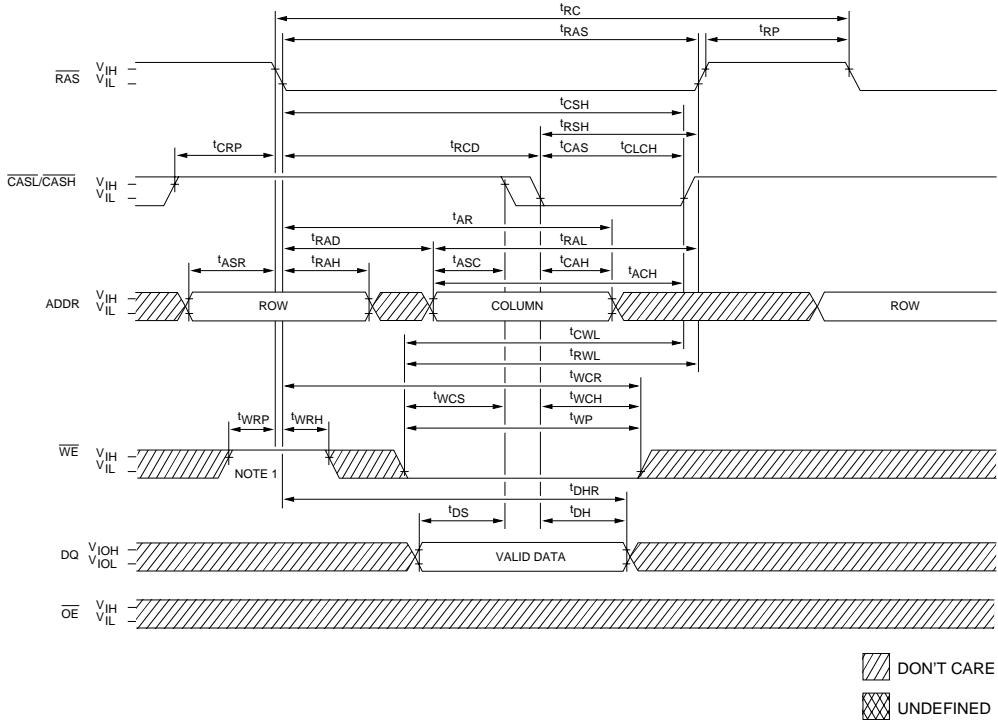 tRC
tRAS tRP
RAS VIH
VIL
tCSH
tRSH
tCRP tRCD tCAS tCLCH
CASL/CASH VIH
VIL
tAR
tRAD tRAL
tASR tRAH tASC tCAH
tACH
ADDR VIH
VIL
ROW COLUMN ROW
tCWL
tRWL
tWCR
tWCS tWCH
tWRP tWRH tWP
WE VIH
VIL
NOTE 1
tDHR
tDS tDH
DQ VIOH
VIOL
VALID DATA
OE VIH
VIL
DON'T CARE
UNDEFINED